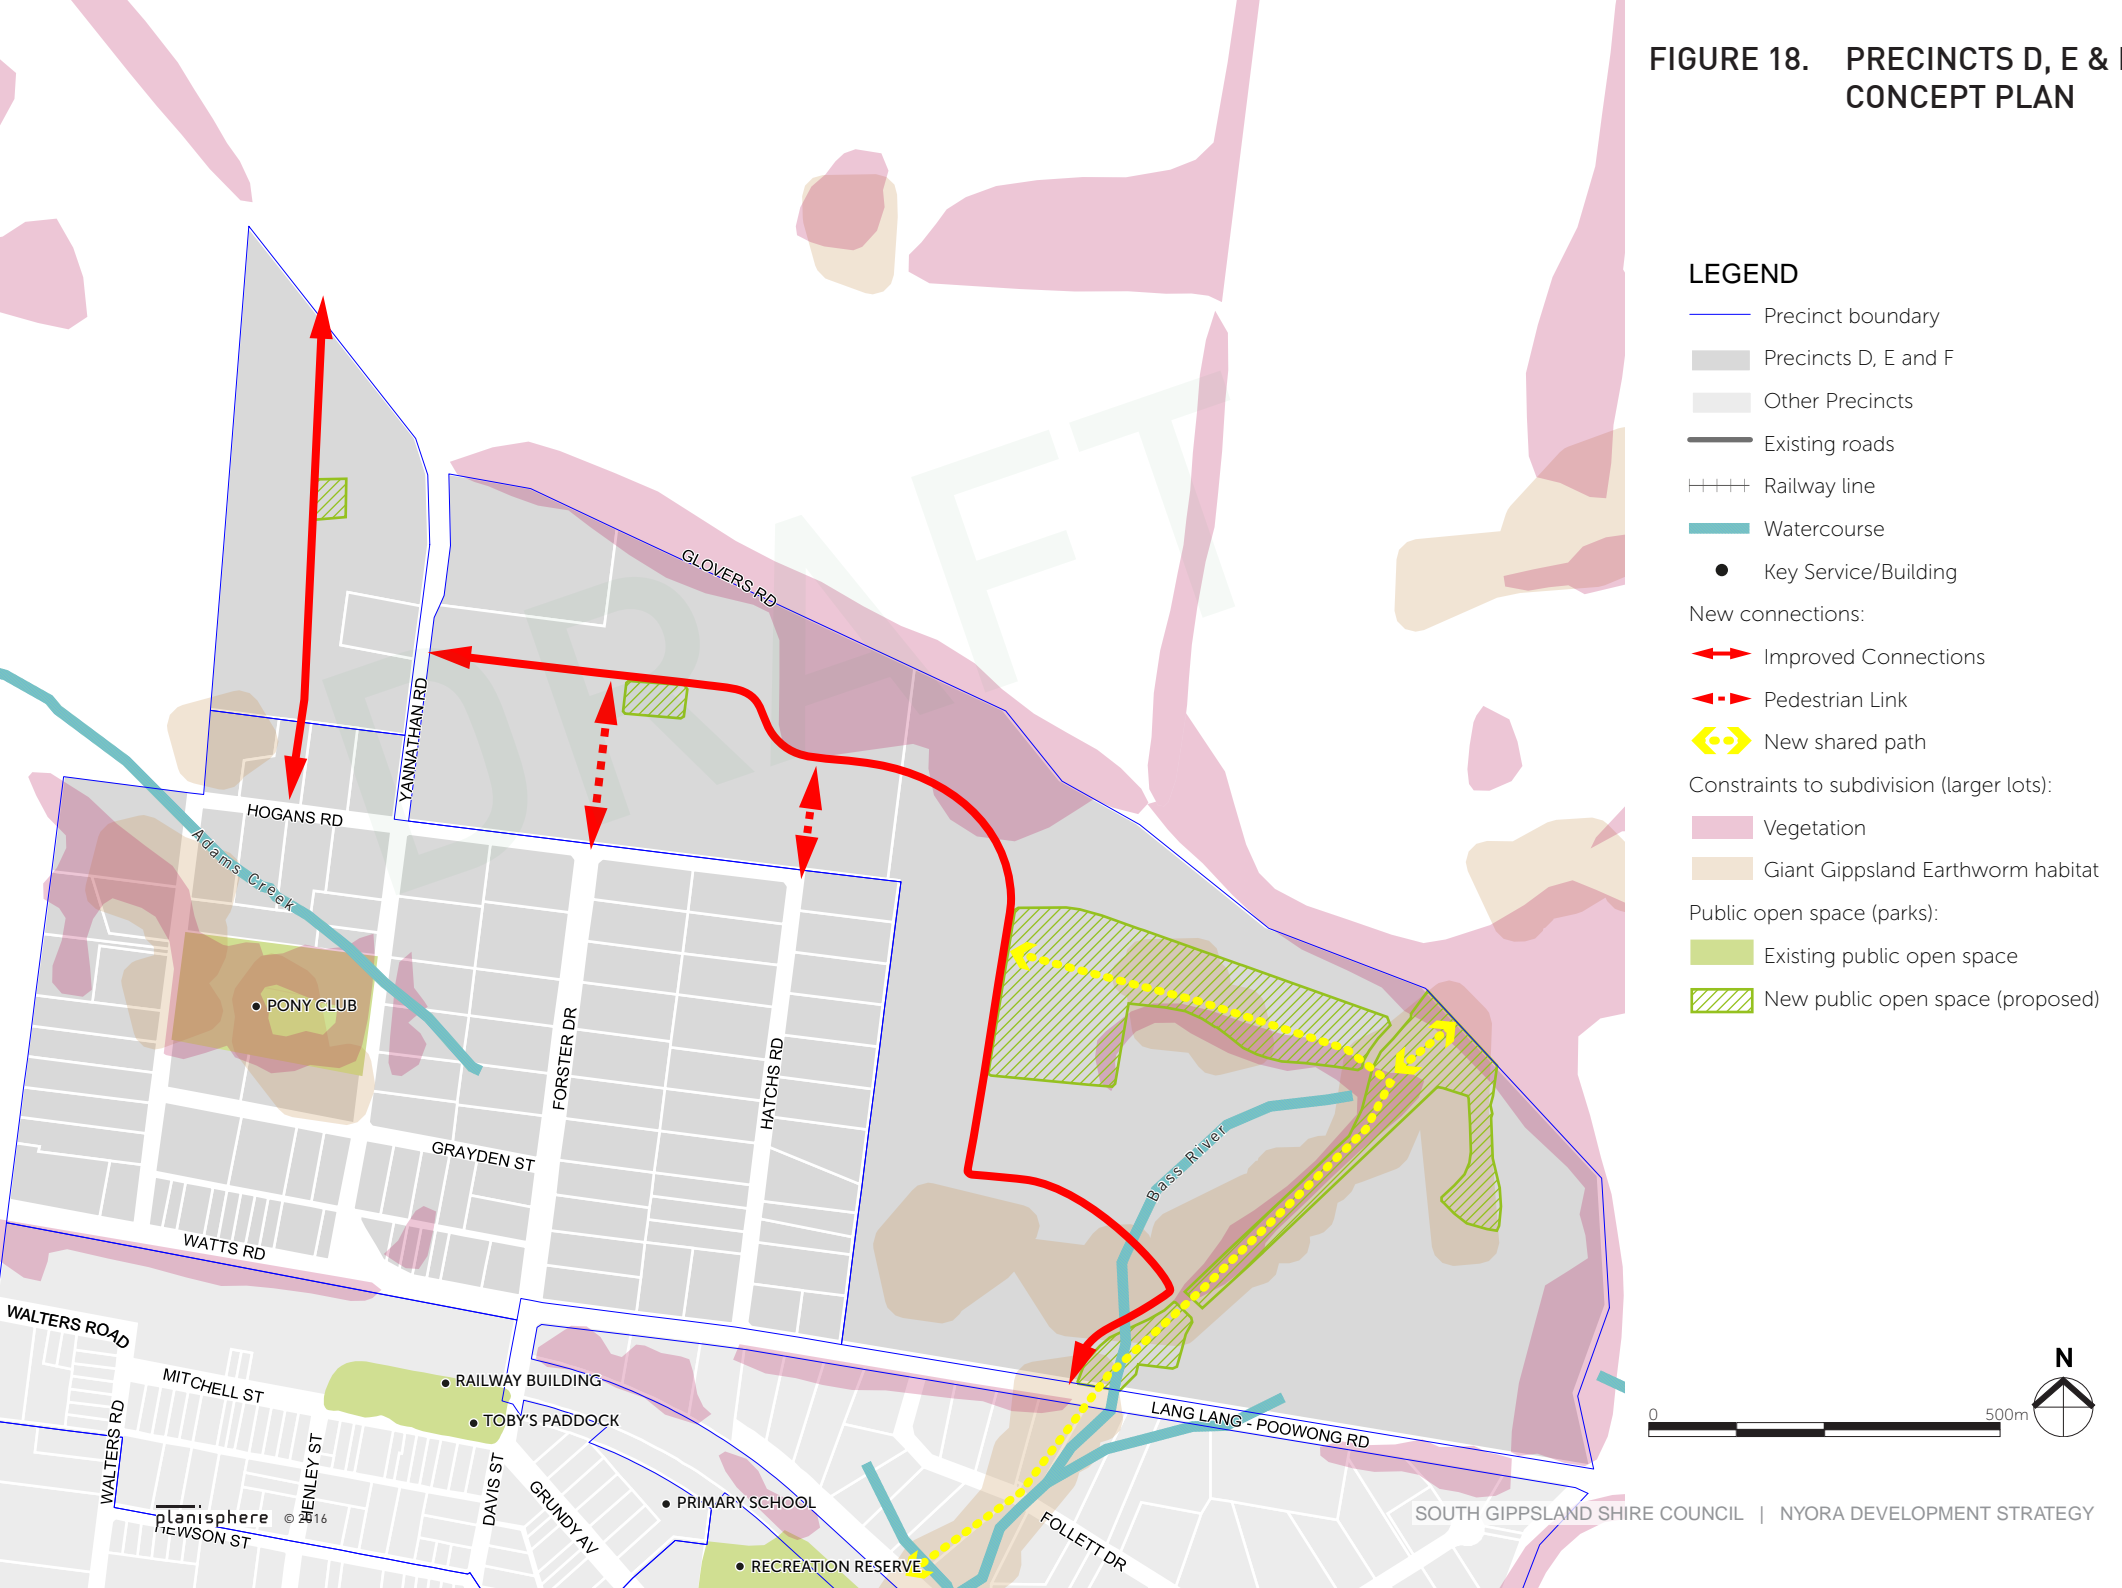 FIGURE 18. PRECINCTS D, E &
CONCEPT PLAN
LEGEND
Precinct boundary
Precincts D, E and F
Other Precincts
Existing roads
Railway line
Watercourse
Key Service/Building
New connections:
Improved Connections
Pedestrian Link
New shared path
Constraints to subdivision (larger lots):
Vegetation
Giant Gippsland Earthworm habitat
Public open space (parks):
Existing public open space
New public open space (proposed)
DRAFT
GLOVERS RD
YANNATHAN RD
HOGANS RD
Adams Creek
PONY CLUB
FORSTER DR
HATCHS RD
GRAYDEN ST
Bass River
WATTS RD
WALTERS ROAD
MITCHELL ST
RAILWAY BUILDING
TOBY'S PADDOCK
WALTERS RD
HENLEY ST
DAVIS ST
GRUNDY AV
PRIMARY SCHOOL
LANG LANG - POOWONG RD
FOLLETT DR
RECREATION RESERVE
HEWSON ST
planisphere © 2016
N
0 500m
SOUTH GIPPSLAND SHIRE COUNCIL | NYORA DEVELOPMENT STRATEGY